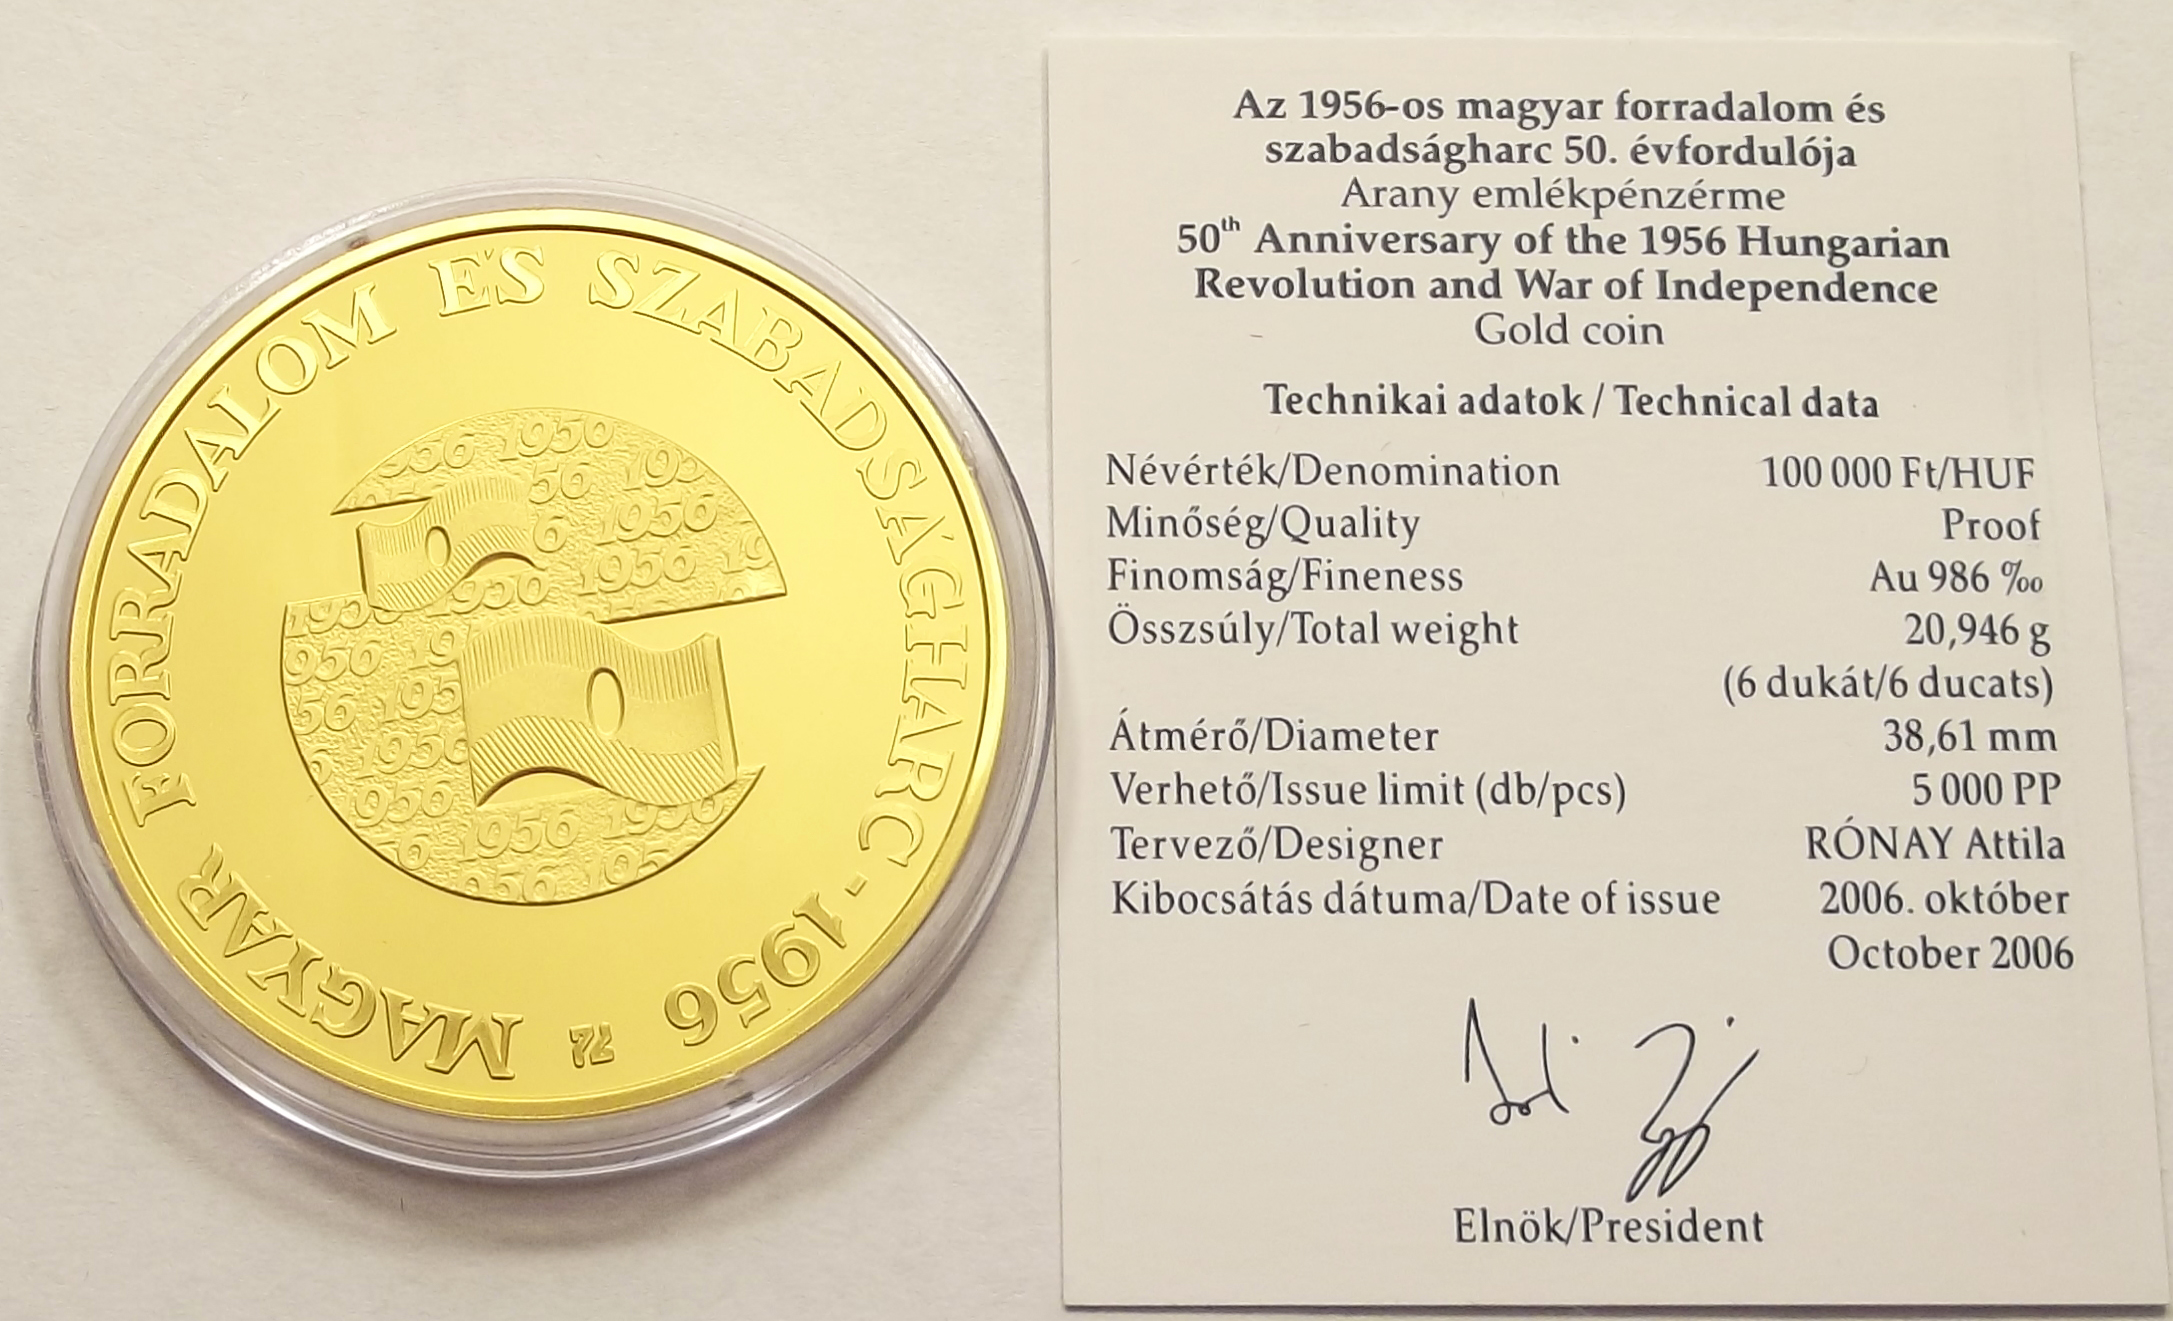 MAGYAR FORRADALOM ÉS SZABADSÁGHARC - 1956
Az 1956-os magyar forradalom és
szabadságharc 50. évfordulója
Arany emlékpénzérme
50th Anniversary of the 1956 Hungarian
Revolution and War of Independence
Gold coin
Technikai adatok / Technical data
Névérték/Denomination 100 000 Ft/HUF
Minőség/Quality Proof
Finomság/Fineness Au 986 ‰
Összsúly/Total weight 20,946 g
(6 dukát/6 ducats)
Átmérő/Diameter 38,61 mm
Verhető/Issue limit (db/pcs) 5 000 PP
Tervező/Designer RÓNAY Attila
Kibocsátás dátuma/Date of issue 2006. október
October 2006
Elnök/President